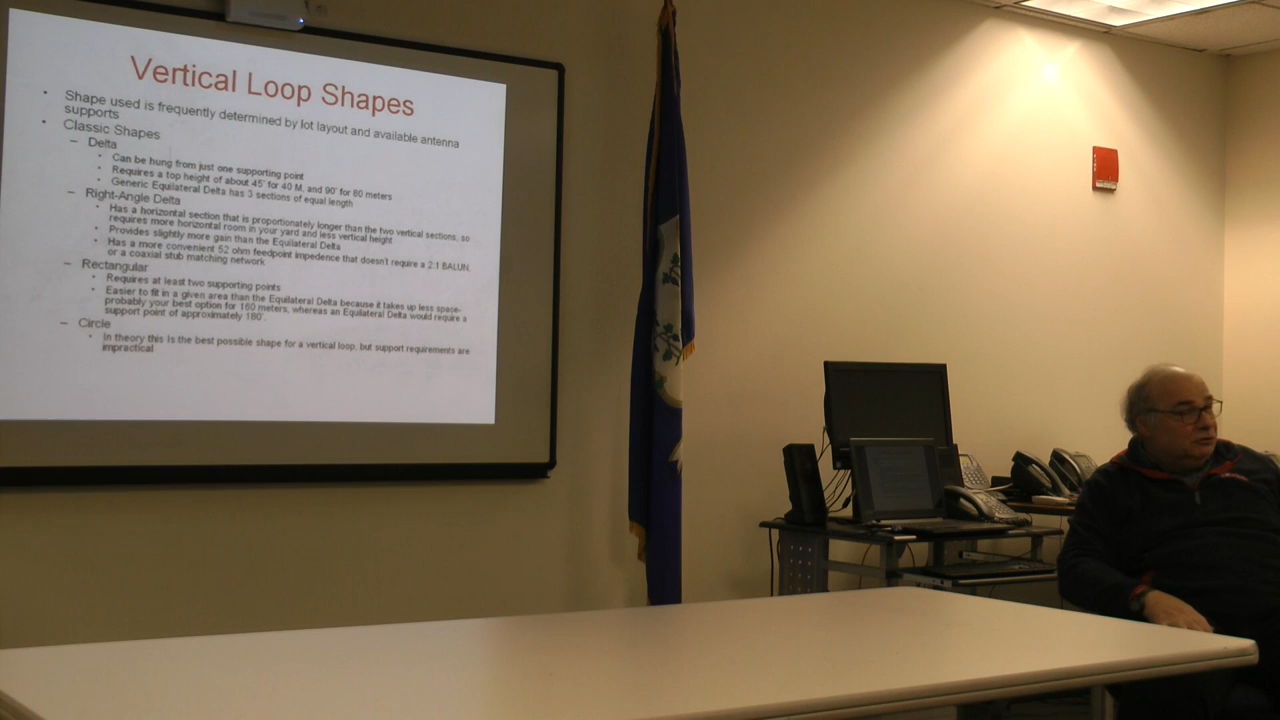 Vertical Loop Shapes
• Shape used is frequently determined by lot layout and available antenna
supports
• Classic Shapes
– Delta
• Can be hung from just one supporting point
• Requires a top height of about 45' for 40 M, and 90' for 80 meters
• Generic Equilateral Delta has 3 sections of equal length
– Right-Angle Delta
• Has a horizontal section that is proportionately longer than the two vertical sections, so
requires more horizontal room in your yard and less vertical height
• Provides slightly more gain than the Equilateral Delta
• Has a more convenient 52 ohm feedpoint impedence that doesn't require a 2:1 BALUN,
or a coaxial stub matching network
– Rectangular
• Requires at least two supporting points
• Easier to fit in a given area than the Equilateral Delta because it takes up less space-
probably your best option for 160 meters, whereas an Equilateral Delta would require a
support point of approximately 180'.
– Circle
• In theory this is the best possible shape for a vertical loop, but support requirements are
impractical